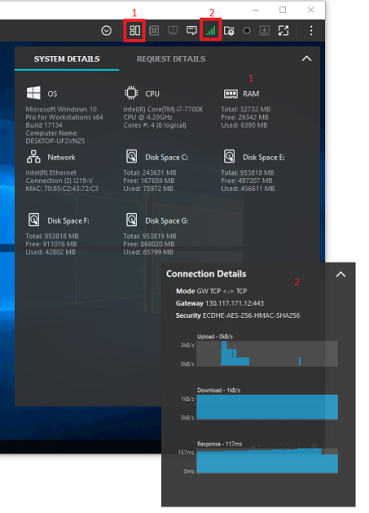 1
2
SYSTEM DETAILS
REQUEST DETAILS
OS
Microsoft Windows 10
Pro for Workstations x64
Build 17134
Computer Name:
DESKTOP-UF2VN25
CPU
Intel(R) Core(TM) i7-7700K
CPU @ 4.20GHz
Cores #: 4 (8 logical)
1
RAM
Total: 32732 MB
Free: 26342 MB
Used: 6390 MB
Network
Intel(R) Ethernet
Connection (2) I219-V
MAC: 70:85:C2:43:72:C3
Disk Space C:
Total: 243631 MB
Free: 167659 MB
Used: 75972 MB
Disk Space E:
Total: 953818 MB
Free: 497207 MB
Used: 456611 MB
Disk Space F:
Total: 953818 MB
Free: 911016 MB
Used: 42802 MB
Disk Space G:
Total: 953819 MB
Free: 868020 MB
Used: 85799 MB
Connection Details
2
Mode GW TCP <-> TCP
Gateway 130.117.171.12:443
Security ECDHE-AES-256-HMAC-SHA256
Upload - 0kB/s
3kB/s
0kB/s
Download - 1kB/s
1kB/s
0kB/s
Response - 117ms
157ms
0ms